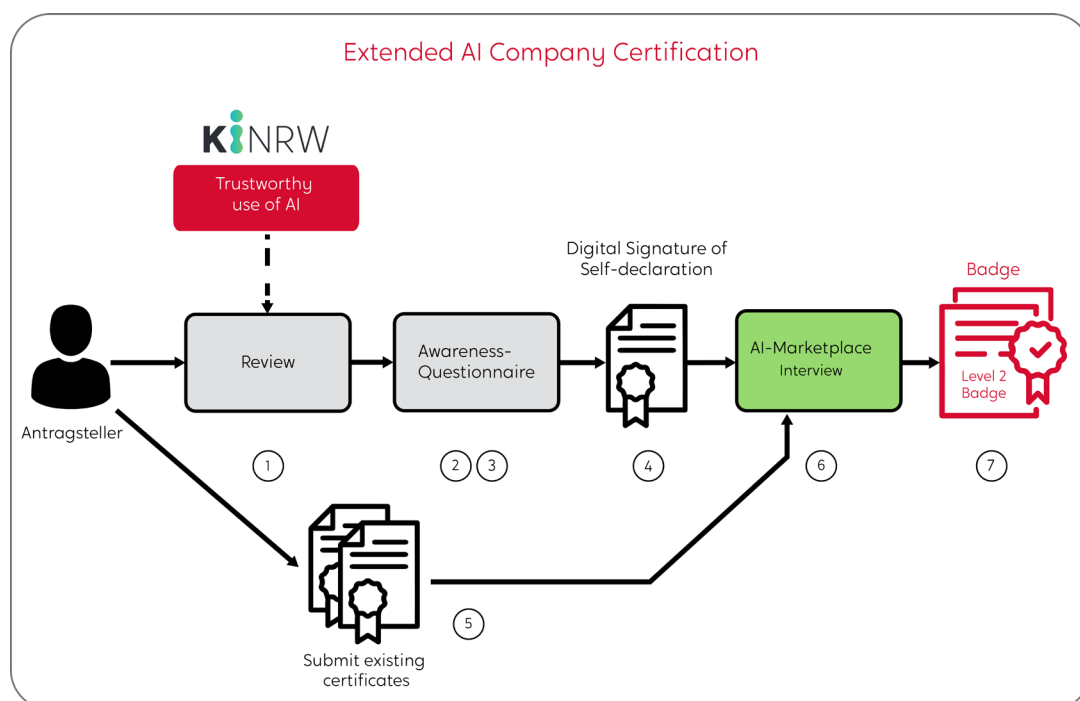 Extended AI Company Certification
KiNRW
Trustworthy
use of AI
Digital Signature of
Self-declaration
Badge
Review
Awareness-
Questionnaire
AI-Marketplace
Interview
Level 2
Badge
Antragsteller
1
2
3
4
6
7
5
Submit existing
certificates